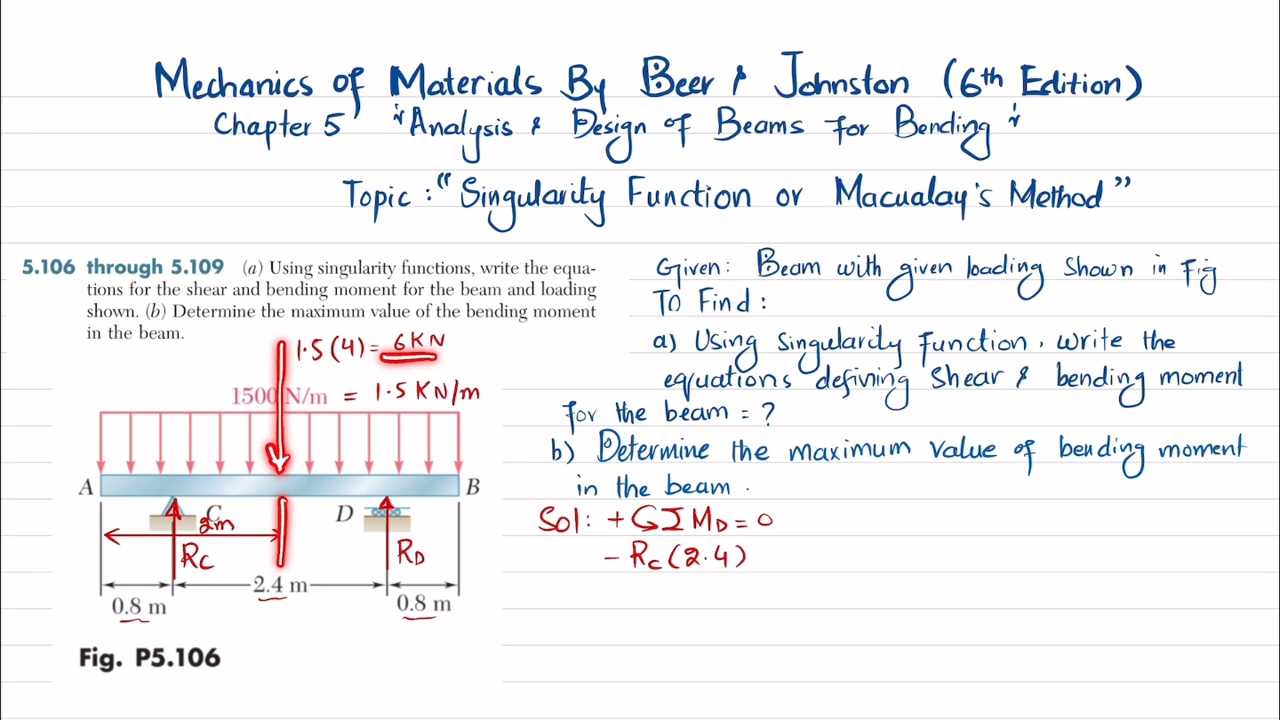 Mechanics of Materials By Beer & Johnston (6th Edition)
Chapter 5 "Analysis & Design of Beams for Bending"
Topic: "Singularity Function or Macualay's Method"
5.106 through 5.109 (a) Using singularity functions, write the equa-
tions for the shear and bending moment for the beam and loading
shown. (b) Determine the maximum value of the bending moment
in the beam.
1.5(4) = 6KN
1500 N/m = 1.5 KN/m
A
B
C
D
2m
RC
RD
2.4 m
0.8 m
0.8 m
Fig. P5.106
Given: Beam with given loading Shown in Fig
To Find:
a) Using Singularity Function, write the
equations defining Shear & bending moment
for the beam = ?
b) Determine the maximum value of bending moment
in the beam.
Sol: +↺ΣMD = 0
- RC(2.4)